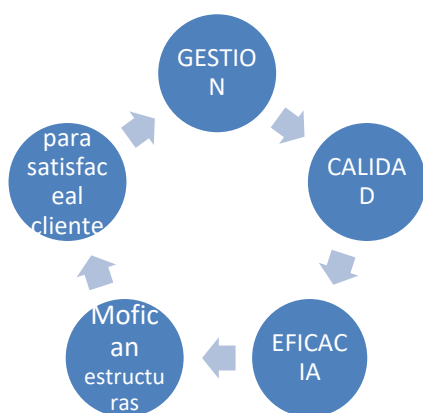 GESTIO
N
CALIDA
D
EFICAC
IA
Mofic
an
estructu
ras
para
satisfac
eal
cliente